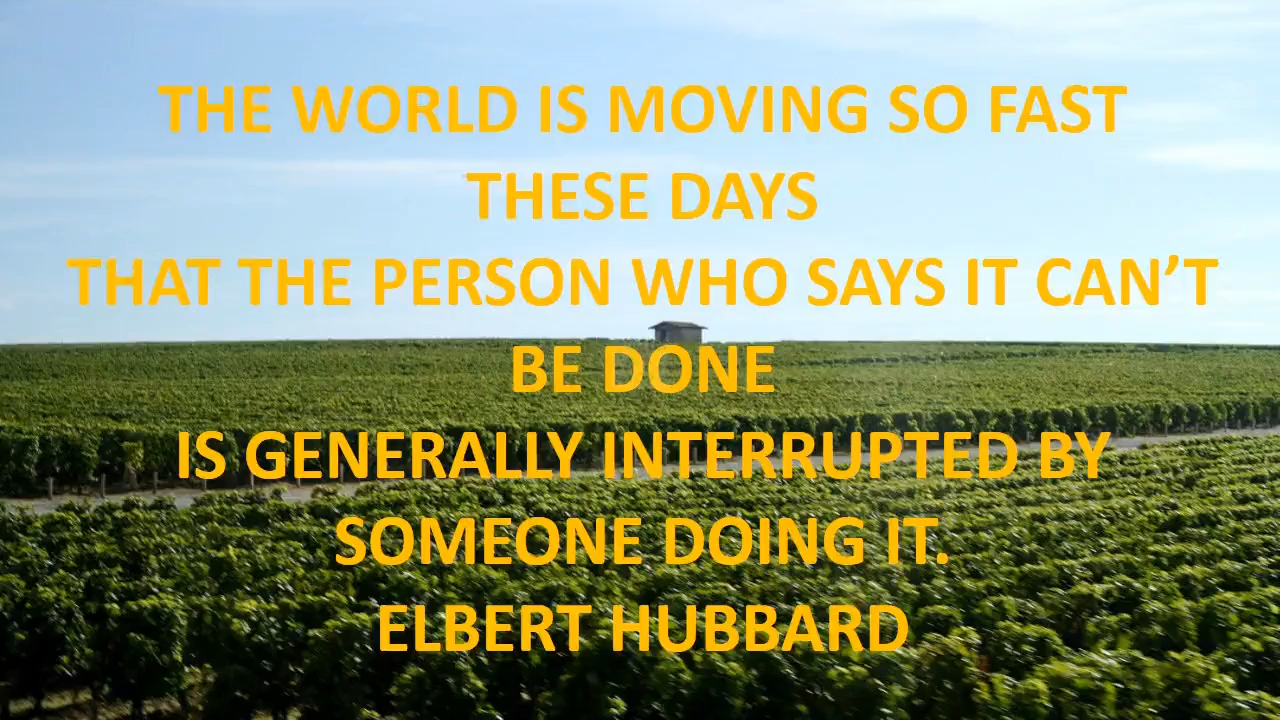 THE WORLD IS MOVING SO FAST
THESE DAYS
THAT THE PERSON WHO SAYS IT CAN’T
BE DONE
IS GENERALLY INTERRUPTED BY
SOMEONE DOING IT.
ELBERT HUBBARD